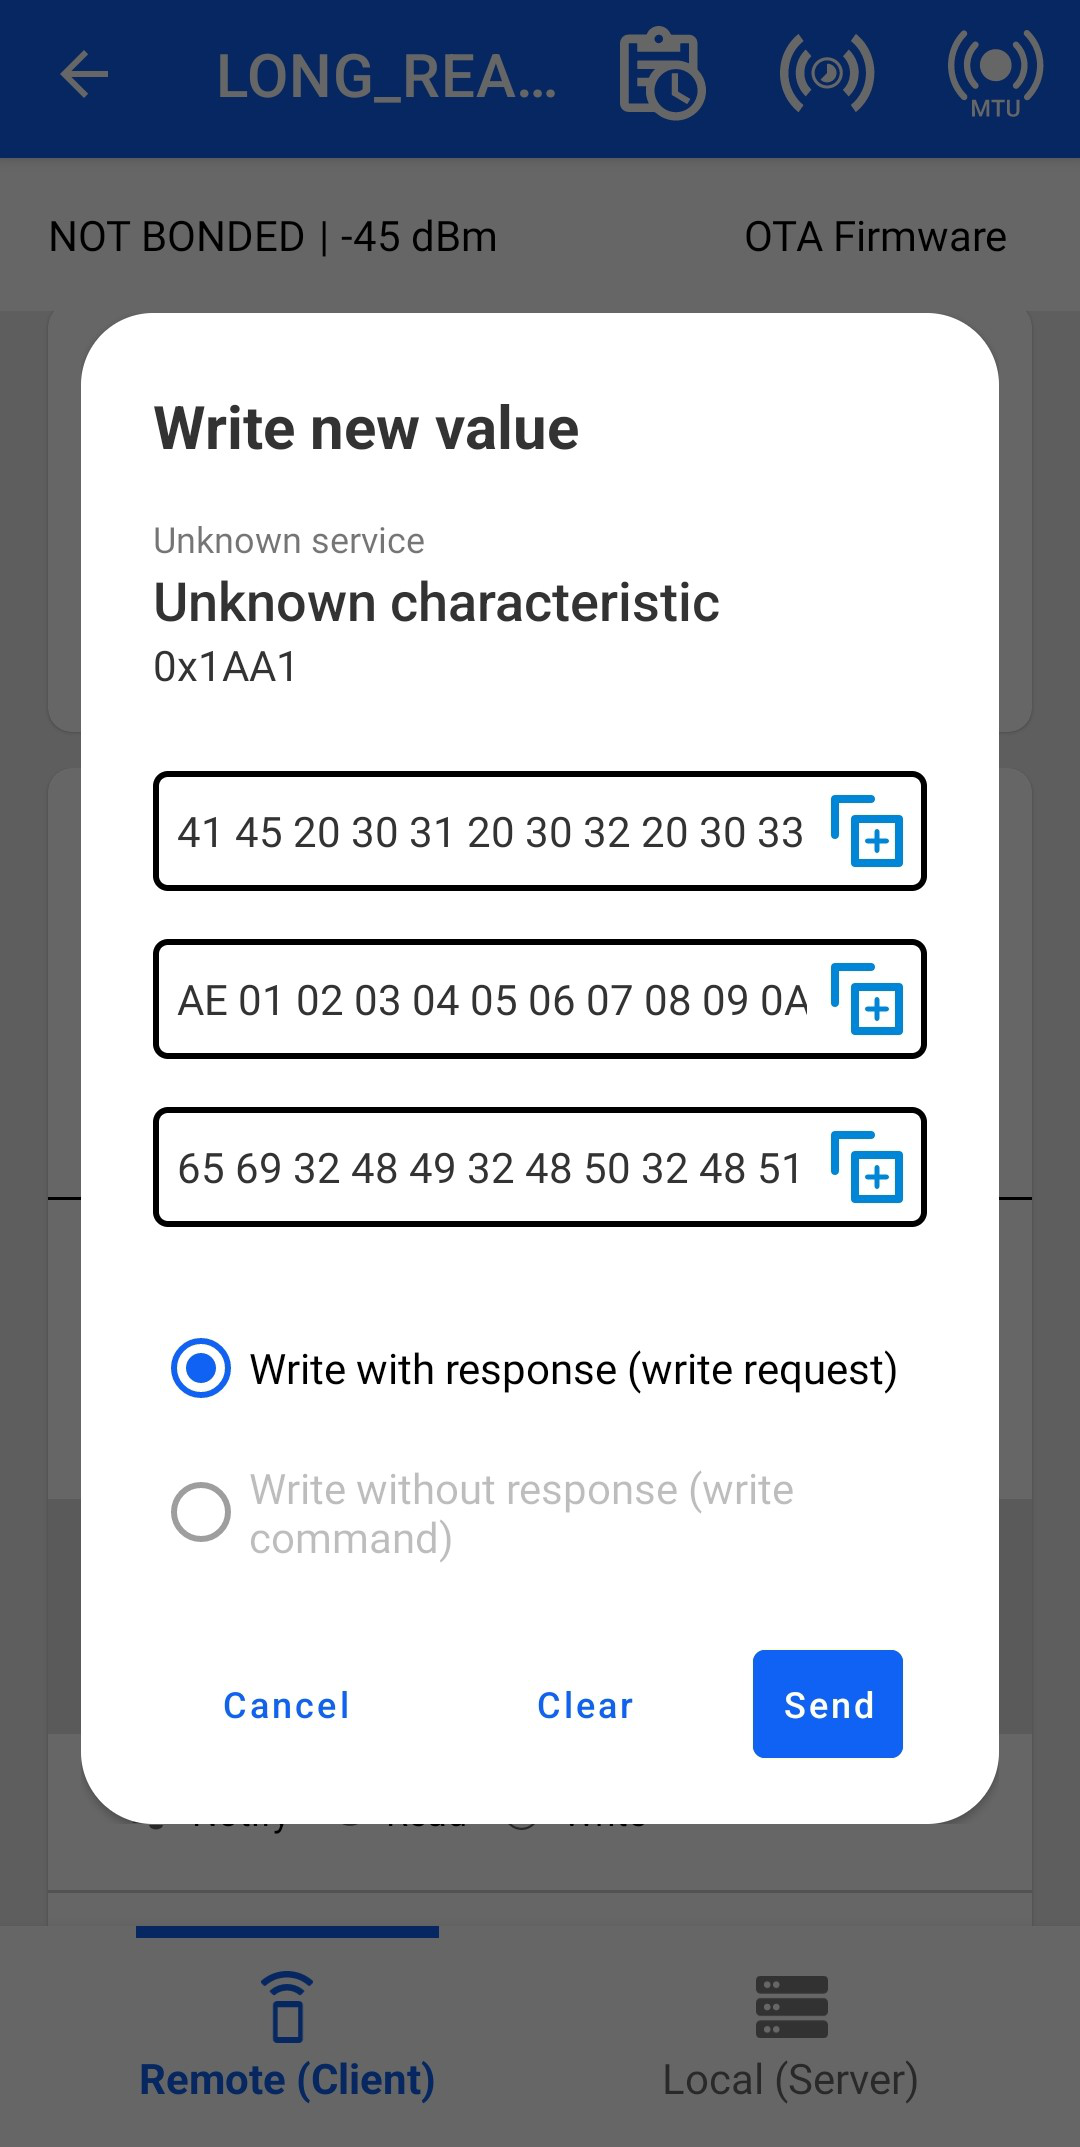 LONG_REA...
MTU
NOT BONDED | -45 dBm
OTA Firmware
Write new value
Unknown service
Unknown characteristic
0x1AA1
41 45 20 30 31 20 30 32 20 30 33
AE 01 02 03 04 05 06 07 08 09 0A
65 69 32 48 49 32 48 50 32 48 51
Write with response (write request)
Write without response (write
command)
Cancel
Clear
Send
Notify
Read
Write
Remote (Client)
Local (Server)